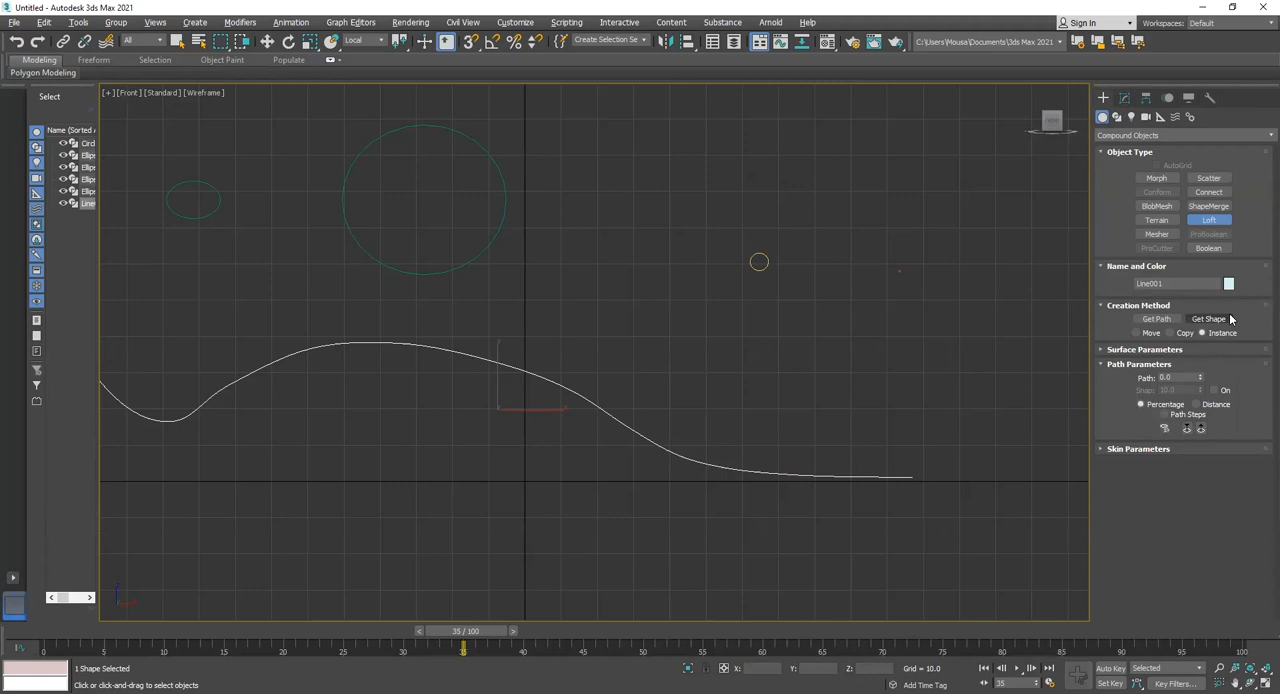 Untitled - Autodesk 3ds Max 2021
File Edit Tools Group Views Create Modifiers Animation Graph Editors Rendering Civil View Customize Scripting Interactive Content Substance Arnold Help
Sign In Workspaces: Default
All Local Create Selection Se C:\Users\Mousa\Documents\3ds Max 2021
Modeling Freeform Selection Object Paint Populate
Polygon Modeling
Select
[+] [Front] [Standard] [Wireframe]
Name (Sorted A
Circl
Ellips
Ellips
Ellips
Ellips
Line0
Compound Objects
Object Type
AutoGrid
Morph Scatter
Conform Connect
BlobMesh ShapeMerge
Terrain Loft
Mesher ProBoolean
ProCutter Boolean
Name and Color
Line001
Creation Method
Get Path Get Shape
Move Copy Instance
Surface Parameters
Path Parameters
Path: 0.0
Snap: 10.0 On
Percentage Distance
Path Steps
Skin Parameters
35 / 100
0 5 10 15 20 25 30 35 40 45 50 55 60 65 70 75 80 85 90 95 100
1 Shape Selected
Click or click-and-drag to select objects
X: Y: Z: Grid = 10.0
Add Time Tag
35
Auto Key Selected
Set Key Key Filters...